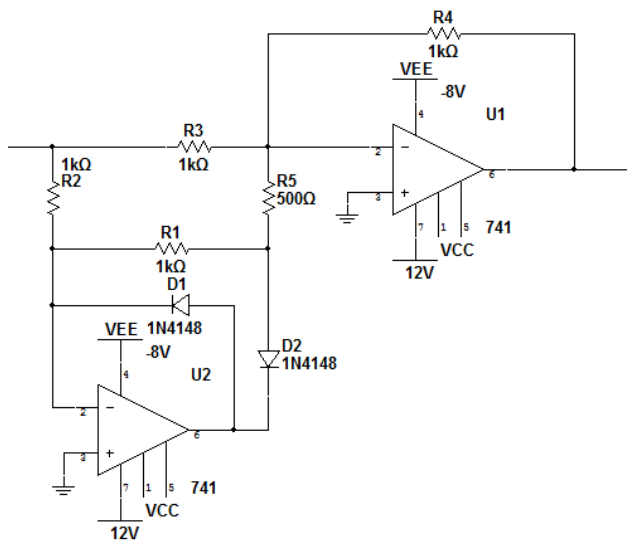 R4
1kΩ
VEE
-8V
4
U1
R3
1kΩ
1kΩ
R2
2
6
R5
500Ω
3
7
1
5
741
VCC
12V
R1
1kΩ
D1
1N4148
D2
1N4148
VEE
-8V
4
U2
2
6
3
7
1
5
741
VCC
12V